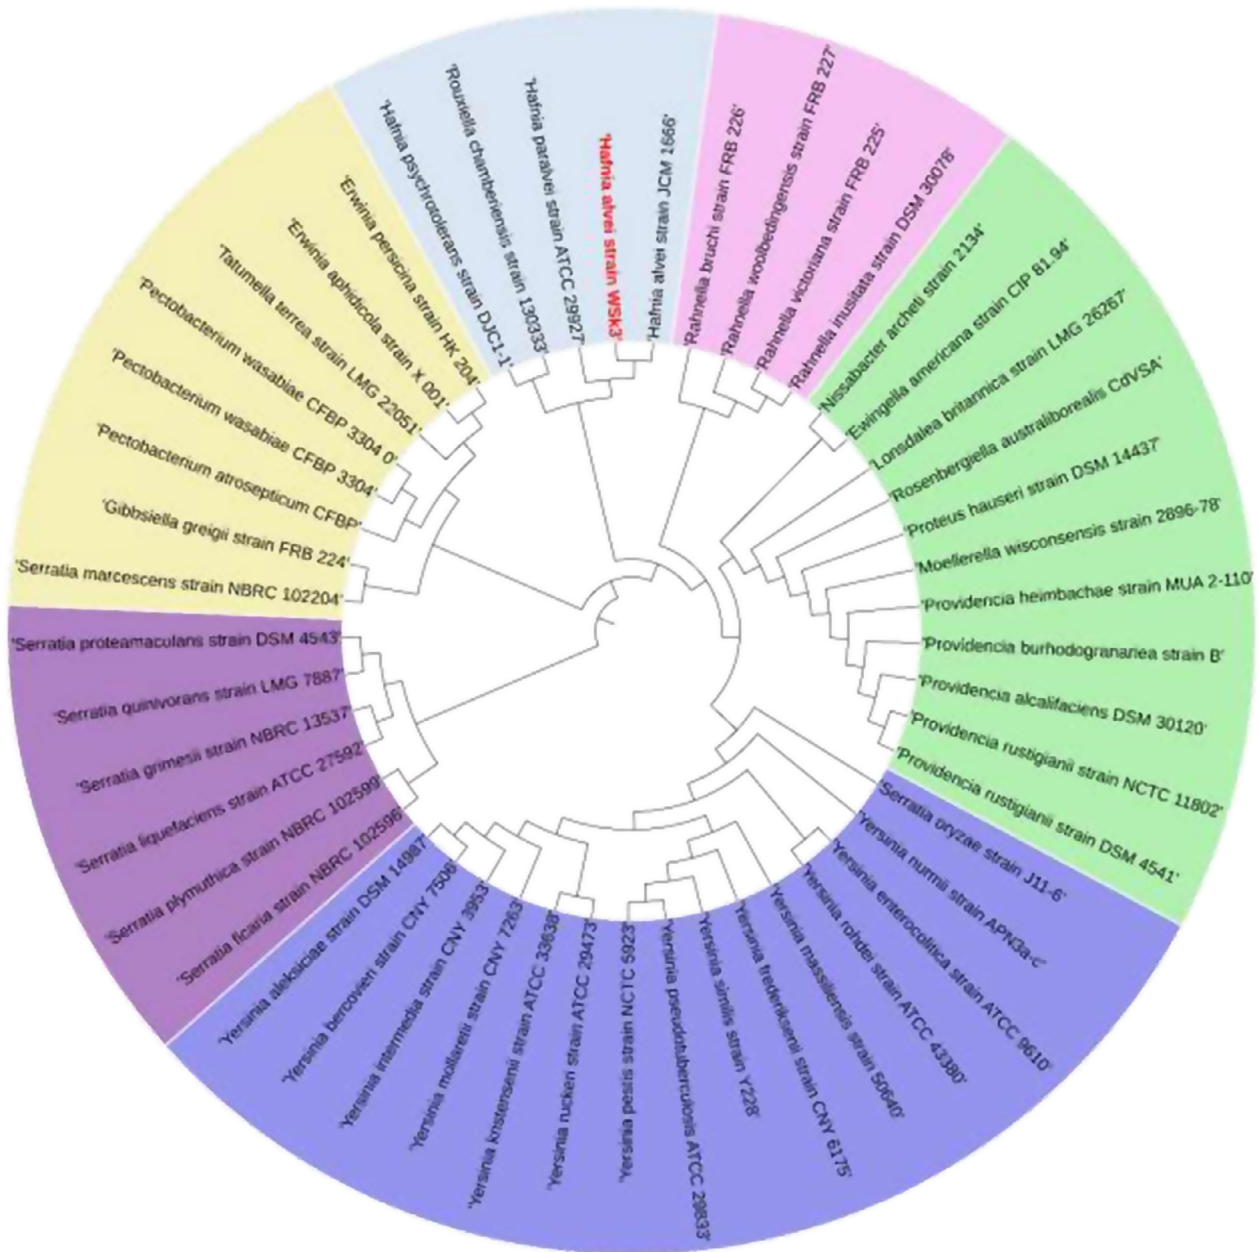 'Hafnia psychrotolerans strain DJC1-1'
'Rouxiella chamberiensis strain 130333'
'Hafnia paralvei strain ATCC 29927'
'Hafnia alvei strain WSk3'
'Hafnia alvei strain JCM 1666'
'Rahnella bruchi strain FRB 226'
'Rahnella woolbedingensis strain FRB 227'
'Rahnella victoriana strain FRB 225'
'Rahnella inusitata strain DSM 30078'
'Nissabacter archeti strain 2134'
'Ewingella americana strain CIP 81.94'
'Lonsdalea britannica strain LMG 26267'
'Rosenbergiella australiborealis CdVSA'
'Proteus hauseri strain DSM 14437'
'Moellerella wisconsensis strain 2896-78'
'Providencia heimbachae strain MUA 2-110'
'Providencia burhodogranariea strain B'
'Providencia alcalifaciens DSM 30120'
'Providencia rustigianii strain NCTC 11802'
'Providencia rustigianii strain DSM 4541'
'Serratia oryzae strain J11-6'
'Yersinia nurmii strain APN3a-c'
'Yersinia enterocolitica strain ATCC 9610'
'Yersinia rohdei strain ATCC 43380'
'Yersinia massiliensis strain 50640'
'Yersinia frederiksenii strain CNY 6175'
'Yersinia similis strain Y228'
'Yersinia pseudotuberculosis ATCC 29833'
'Yersinia pestis strain NCTC 5923'
'Yersinia ruckeri strain ATCC 29473'
'Yersinia kristensenii strain ATCC 33638'
'Yersinia mollaretii strain CNY 7263'
'Yersinia intermedia strain CNY 3953'
'Yersinia bercovieri strain CNY 7506'
'Yersinia aleksiciae strain DSM 14987'
'Serratia ficaria strain NBRC 102596'
'Serratia plymuthica strain NBRC 102599'
'Serratia liquefaciens strain ATCC 27592'
'Serratia grimesii strain NBRC 13537'
'Serratia quinivorans strain LMG 7887'
'Serratia proteamaculans strain DSM 4543'
'Serratia marcescens strain NBRC 102204'
'Gibbsiella greigii strain FRB 224'
'Pectobacterium atrosepticum CFBP'
'Pectobacterium wasabiae CFBP 3304'
'Pectobacterium wasabiae CFBP 3304 0'
'Tatumella terrea strain LMG 22051'
'Erwinia aphidicola strain X 001'
'Erwinia persicina strain HK 204'